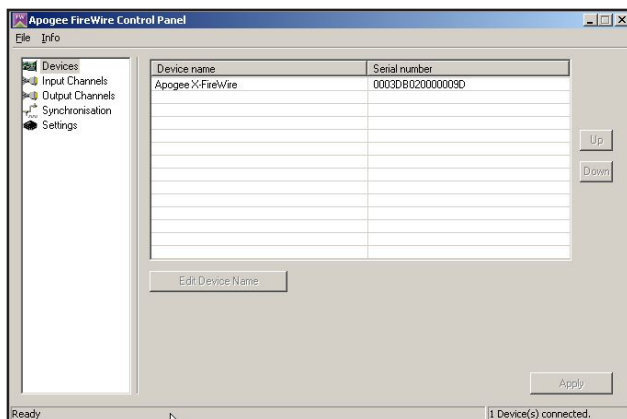 Apogee FireWire Control Panel
File Info
Devices
Input Channels
Output Channels
Synchronisation
Settings
Device name Serial number
Apogee X-FireWire 0003DB020000009D
Up
Down
Edit Device Name
Apply
Ready 1 Device(s) connected.